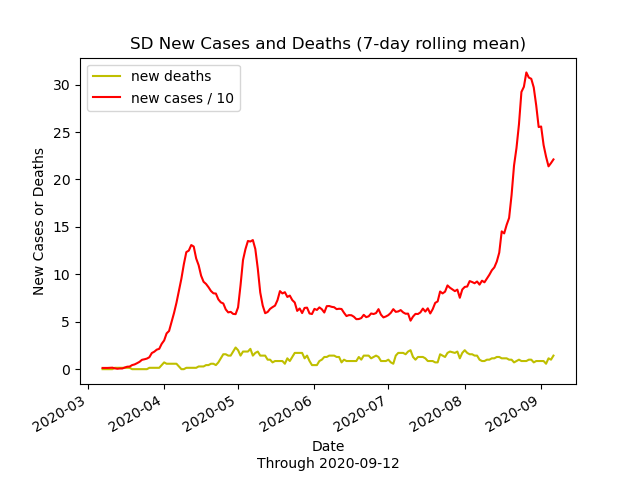 SD New Cases and Deaths (7-day rolling mean)
new deaths
new cases / 10
New Cases or Deaths
30
25
20
15
10
5
0
2020-03
2020-04
2020-05
2020-06
2020-07
2020-08
2020-09
Date
Through 2020-09-12